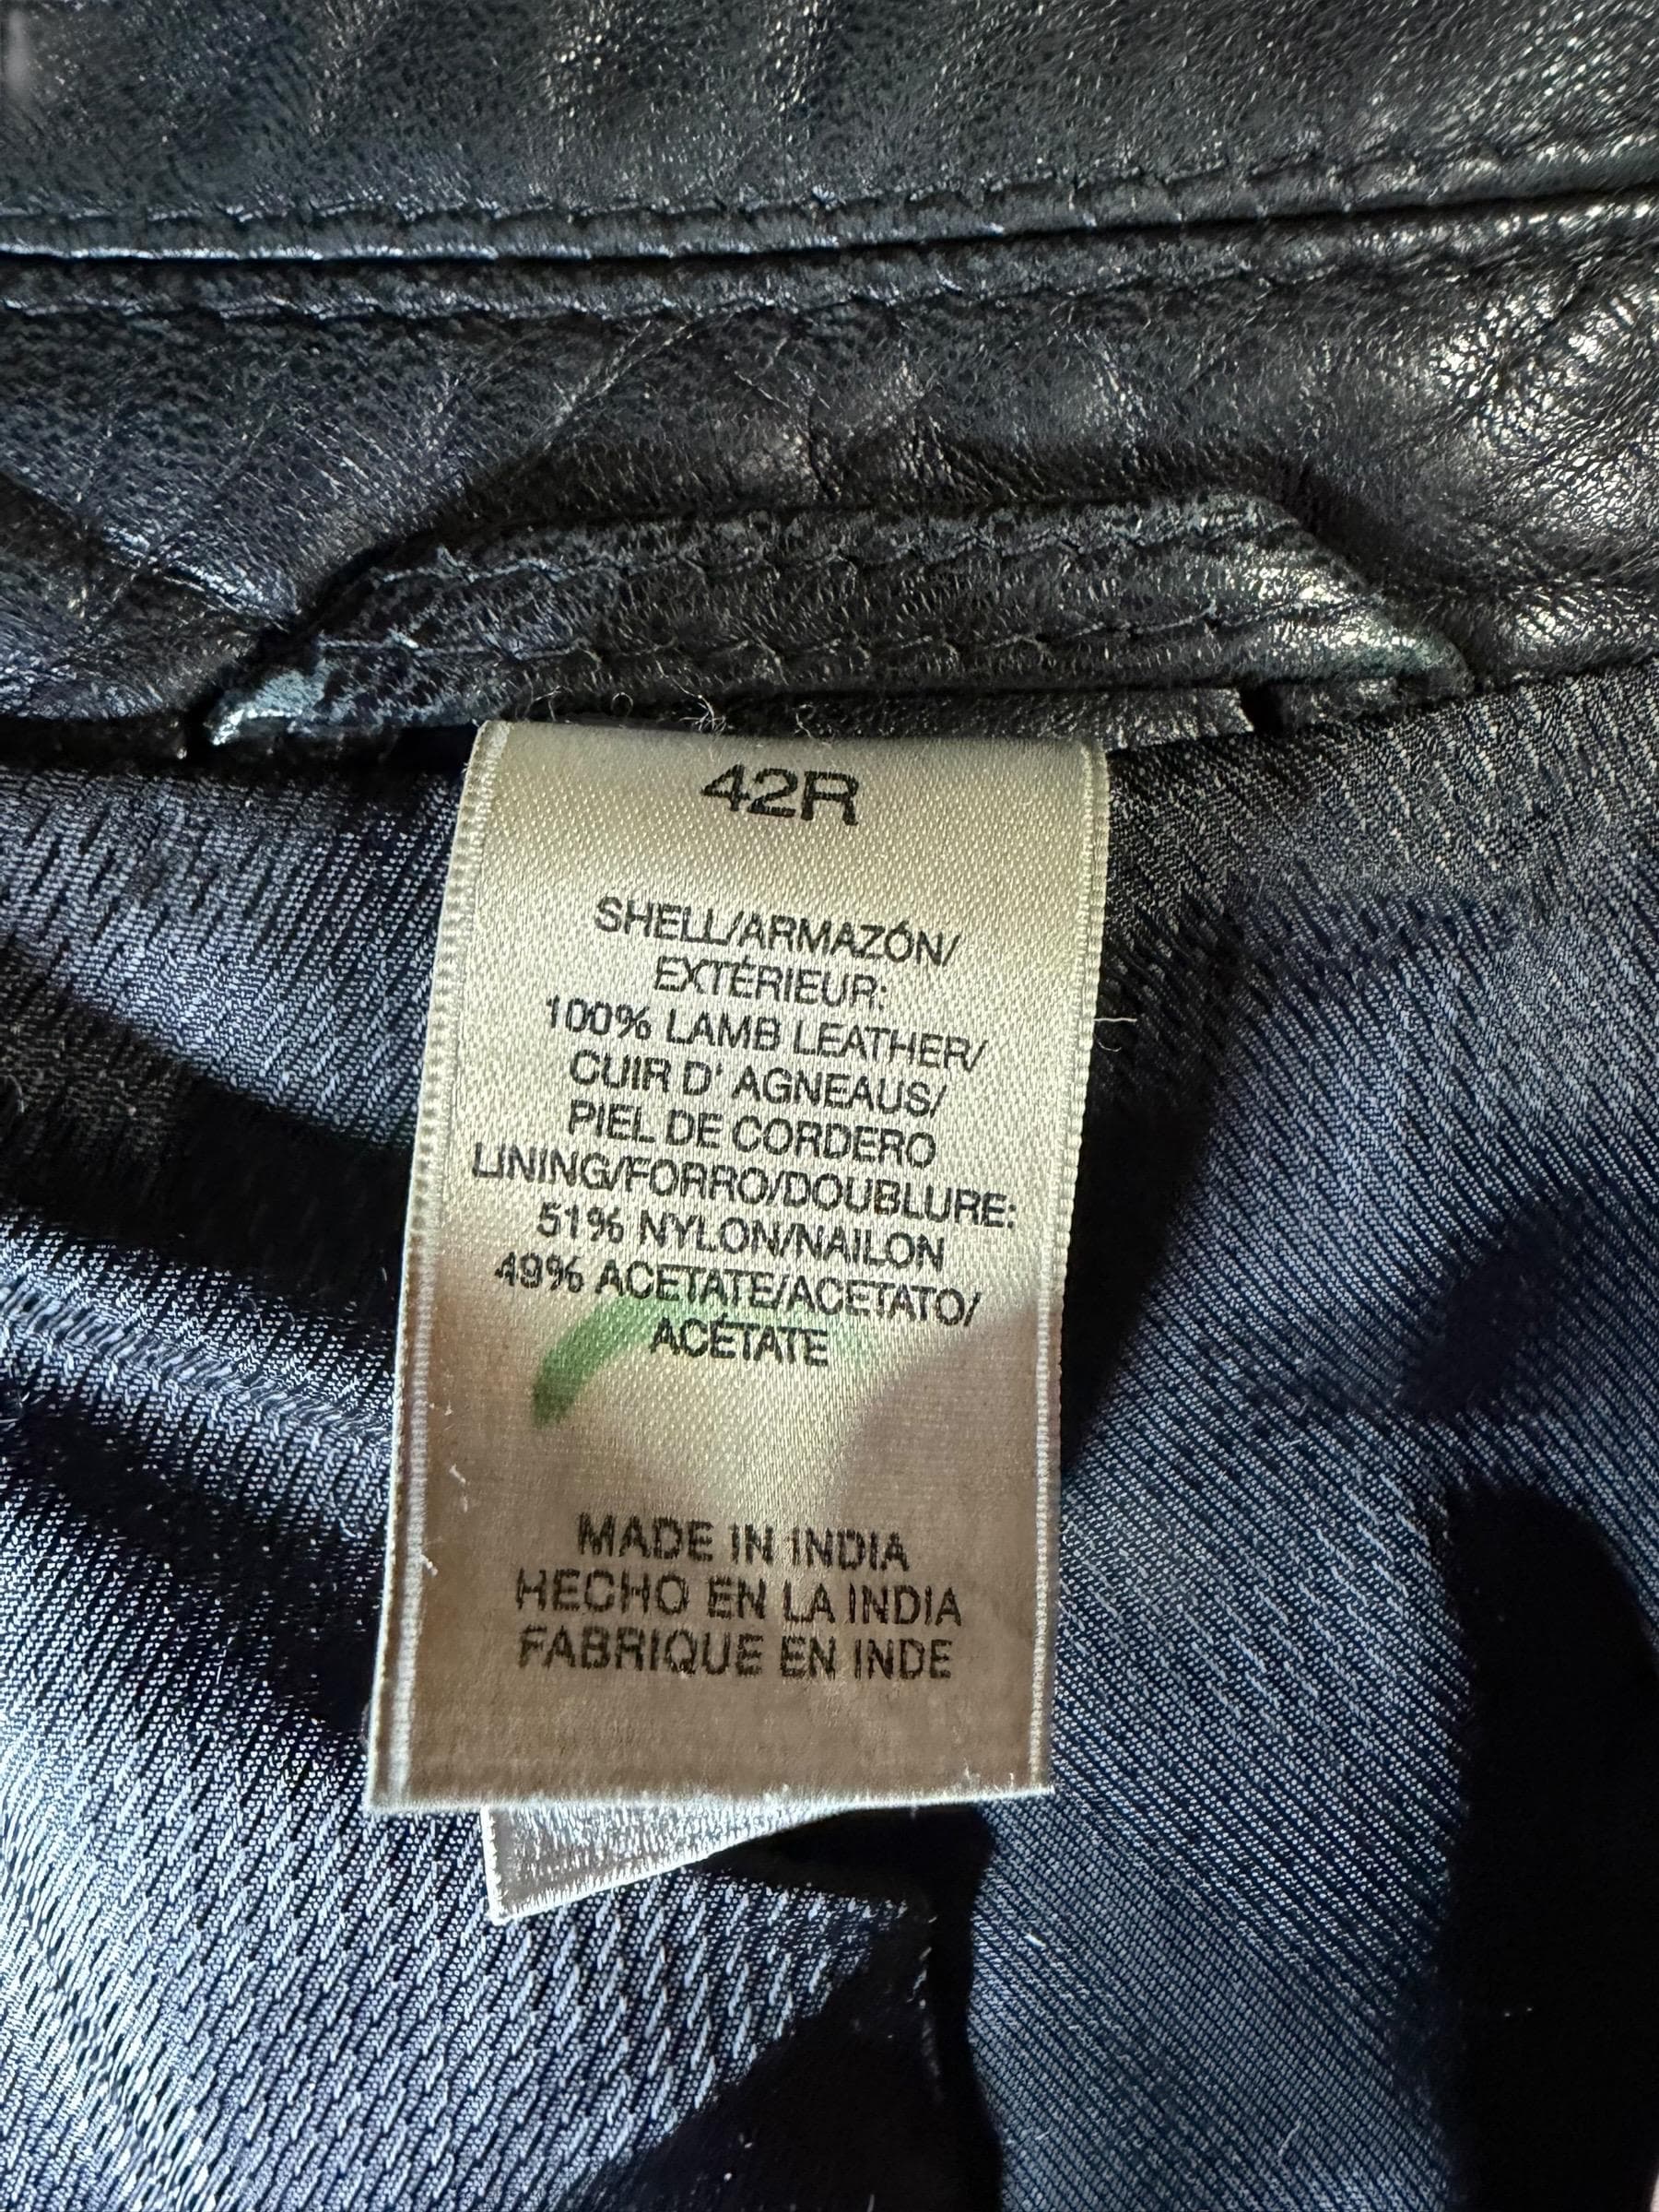 42R
SHELL/ARMAZÓN/
EXTÉRIEUR:
100% LAMB LEATHER/
CUIR D' AGNEAUS/
PIEL DE CORDERO
LINING/FORRO/DOUBLURE:
51% NYLON/NAILON
49% ACETATE/ACETATO/
ACÉTATE
MADE IN INDIA
HECHO EN LA INDIA
FABRIQUE EN INDE